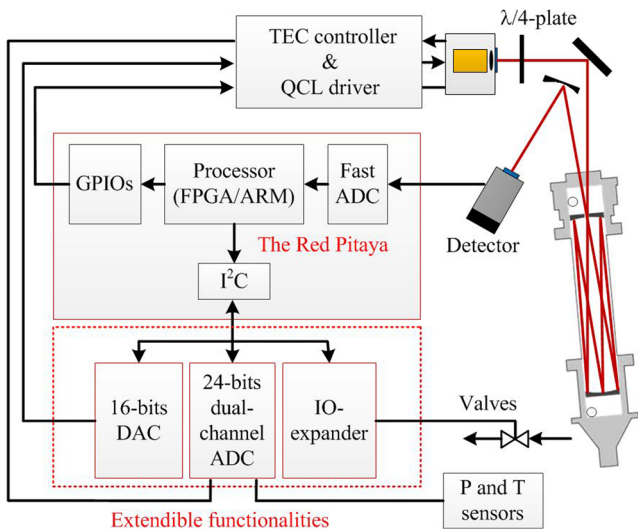 TEC controller
&
QCL driver
λ/4-plate
GPIOs
Processor
(FPGA/ARM)
Fast
ADC
The Red Pitaya
Detector
I²C
16-bits
DAC
24-bits
dual-
channel
ADC
IO-
expander
Valves
P and T
sensors
Extendible functionalities